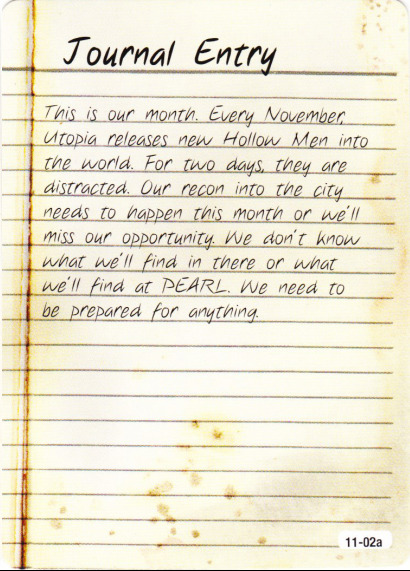 Journal Entry
This is our month. Every November,
Utopia releases new Hollow Men into
the world. For two days, they are
distracted. Our recon into the city
needs to happen this month or we'll
miss our opportunity. We don't know
what we'll find in there or what
we'll find at PEARL. We need to
be prepared for anything.
11-02a